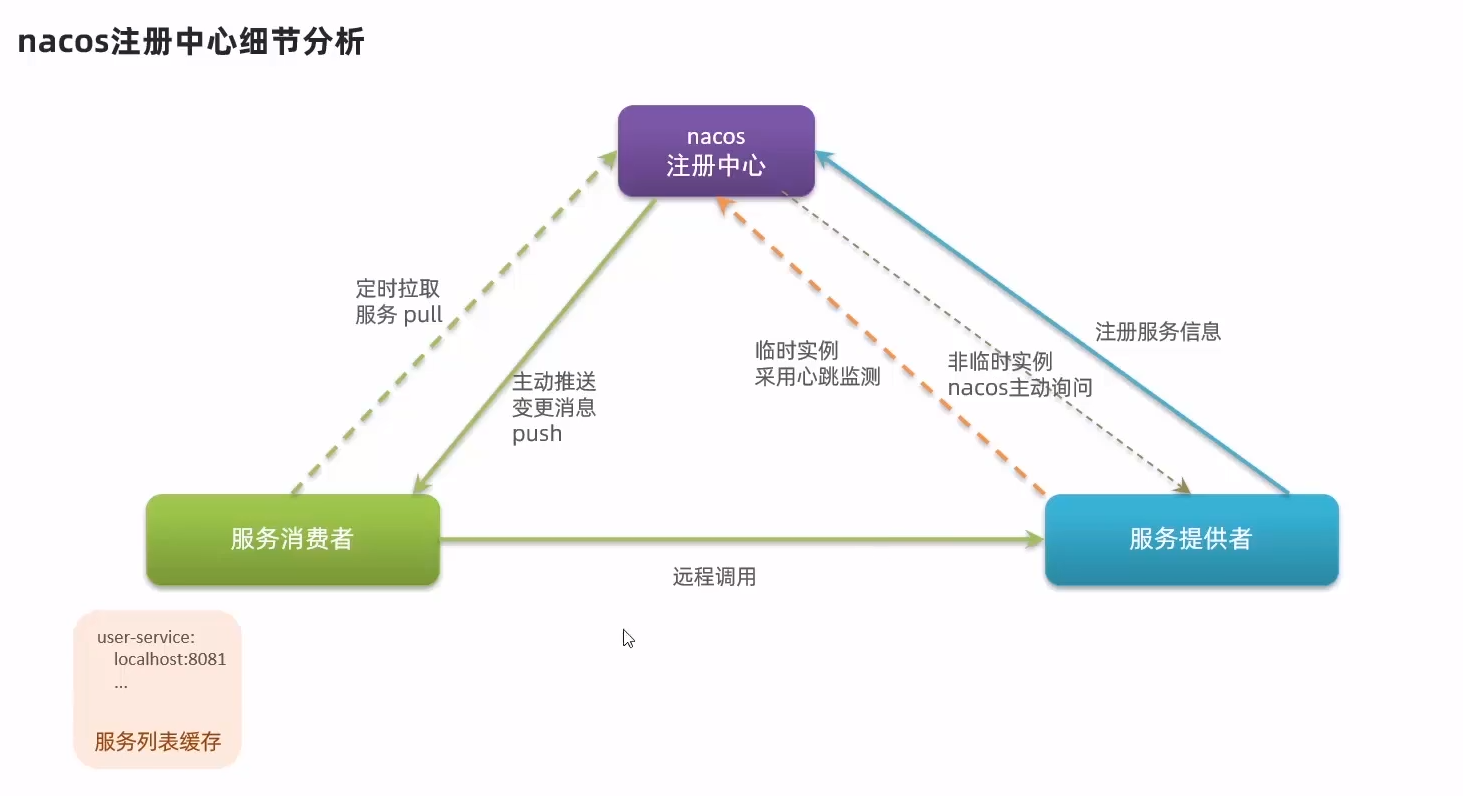 nacos注册中心细节分析
nacos
注册中心
定时拉取
服务 pull
主动推送
变更消息
push
临时实例
采用心跳监测
非临时实例
nacos主动询问
注册服务信息
服务消费者
服务提供者
远程调用
user-service:
localhost:8081
...
服务列表缓存